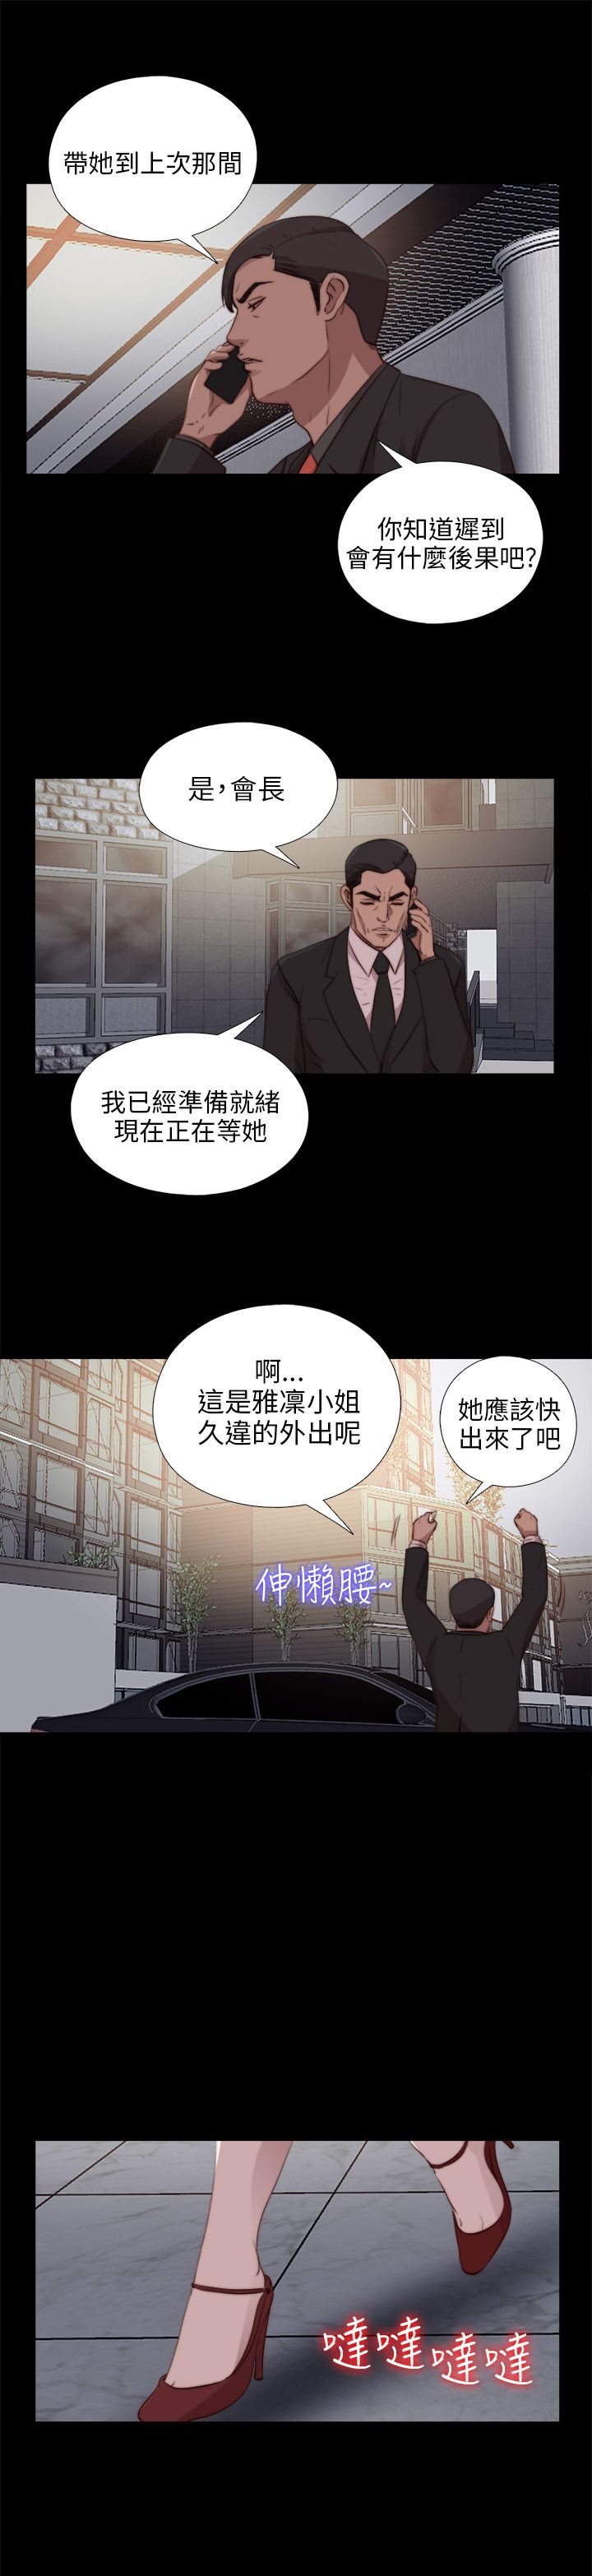 帶她到上次那間
你知道遲到
會有什麼後果吧?
是,會長
我已經準備就緒
現在正在等她
啊...
這是雅凜小姐
久違的外出呢
她應該快
出來了吧
伸懶腰~
噠噠噠噠